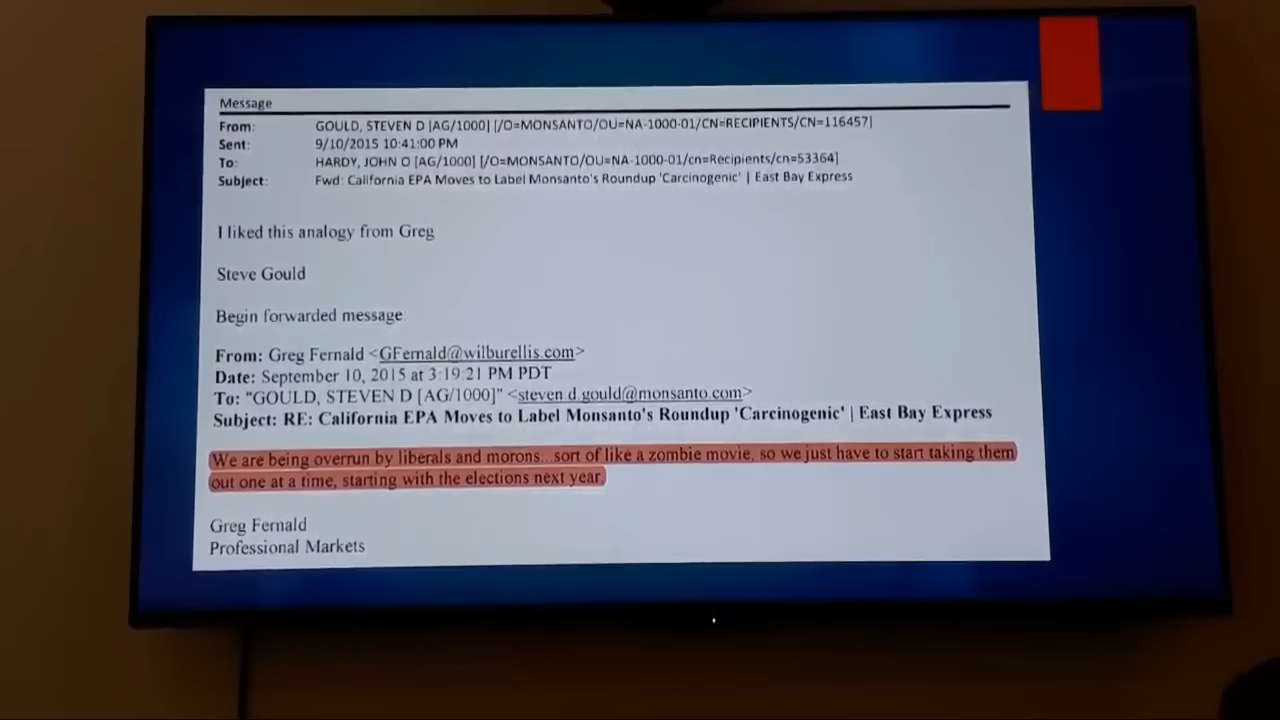 Message
From: GOULD, STEVEN D [AG/1000] [/O=MONSANTO/OU=NA-1000-01/CN=RECIPIENTS/CN=116457]
Sent: 9/10/2015 10:41:00 PM
To: HARDY, JOHN O [AG/1000] [/O=MONSANTO/OU=NA-1000-01/cn=Recipients/cn=53364]
Subject: Fwd: California EPA Moves to Label Monsanto's Roundup 'Carcinogenic' | East Bay Express
I liked this analogy from Greg
Steve Gould
Begin forwarded message
From: Greg Fernald <GFernald@wilburellis.com>
Date: September 10, 2015 at 3:19:21 PM PDT
To: "GOULD, STEVEN D [AG/1000]" <steven.d.gould@monsanto.com>
Subject: RE: California EPA Moves to Label Monsanto's Roundup 'Carcinogenic' | East Bay Express
We are being overrun by liberals and morons...sort of like a zombie movie, so we just have to start taking them
out one at a time, starting with the elections next year.
Greg Fernald
Professional Markets